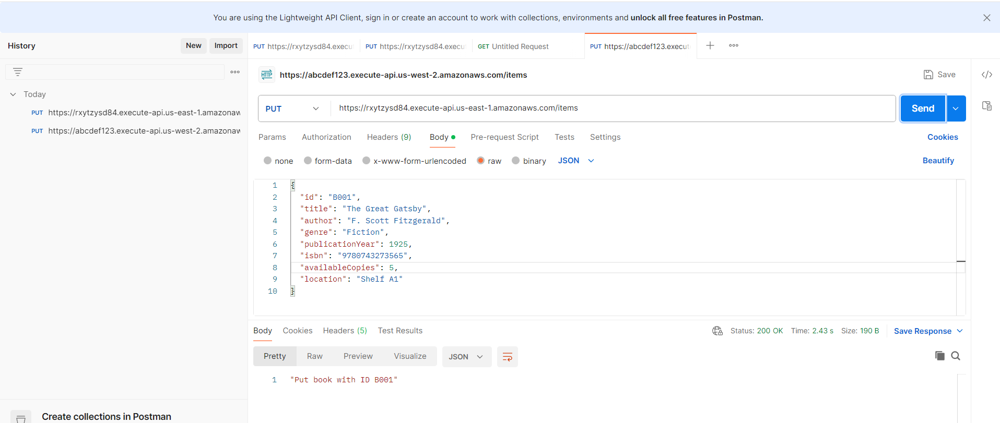 You are using the Lightweight API Client, sign in or create an account to work with collections, environments and unlock all free features in Postman.
History
New
Import
PUT https://rxytzysd84.execu
PUT https://rxytzysd84.execu
GET Untitled Request
PUT https://abcdef123.execut
Today
PUT https://rxytzysd84.execute-api.us-east-1.amazonaw
PUT https://abcdef123.execute-api.us-west-2.amazonaw
HTTP https://abcdef123.execute-api.us-west-2.amazonaws.com/items
Save
</>
PUT
https://rxytzysd84.execute-api.us-east-1.amazonaws.com/items
Send
Params Authorization Headers (9) Body Pre-request Script Tests Settings
Cookies
none form-data x-www-form-urlencoded raw binary JSON
Beautify
1 {
2 "id": "B001",
3 "title": "The Great Gatsby",
4 "author": "F. Scott Fitzgerald",
5 "genre": "Fiction",
6 "publicationYear": 1925,
7 "isbn": "9780743273565",
8 "availableCopies": 5,
9 "location": "Shelf A1"
10 }
Body Cookies Headers (5) Test Results
Status: 200 OK Time: 2.43 s Size: 190 B
Save Response
Pretty Raw Preview Visualize
JSON
1 "Put book with ID B001"
Create collections in Postman